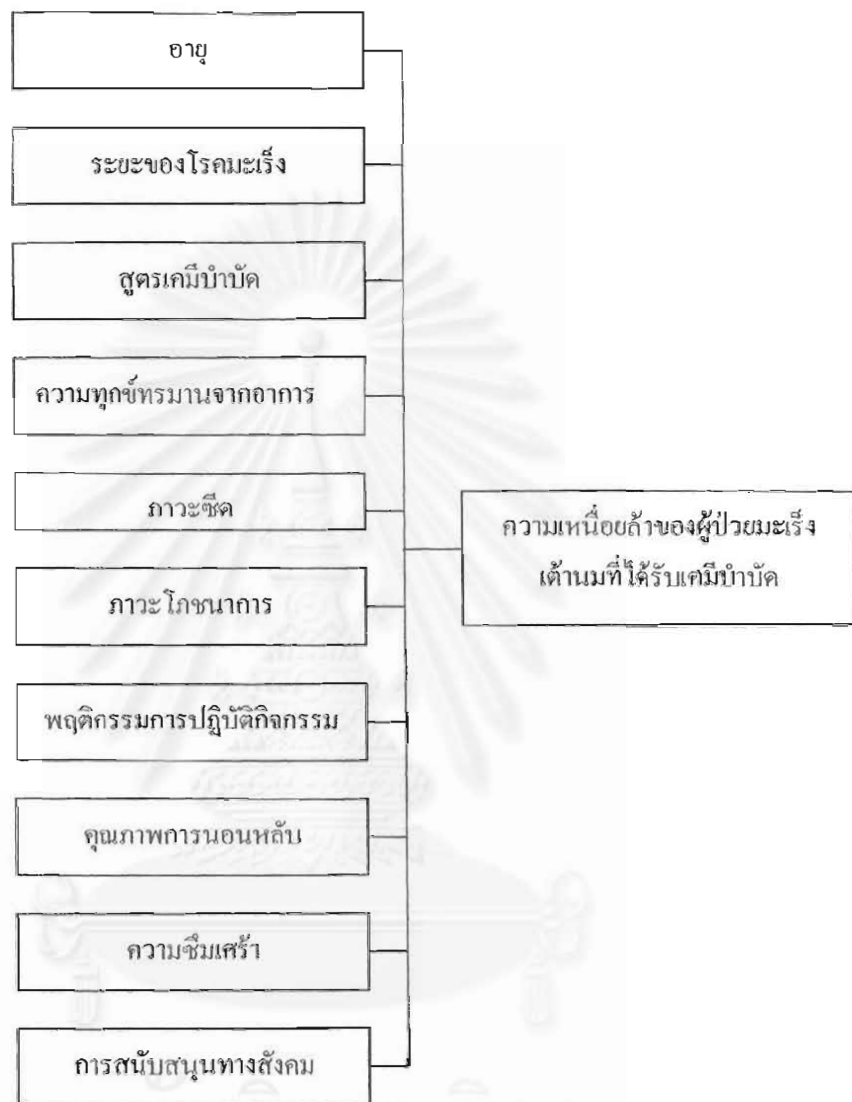 อายุ
ระยะของโรคมะเร็ง
สูตรเคมีบำบัด
ความทุกข์ทรมานจากอาการ
ภาวะซีด
ความเหนื่อยล้าของผู้ป่วยมะเร็ง
เต้านมที่ได้รับเคมีบำบัด
ภาวะโภชนาการ
พฤติกรรมการปฏิบัติกิจกรรม
คุณภาพการนอนหลับ
ความซึมเศร้า
การสนับสนุนทางสังคม